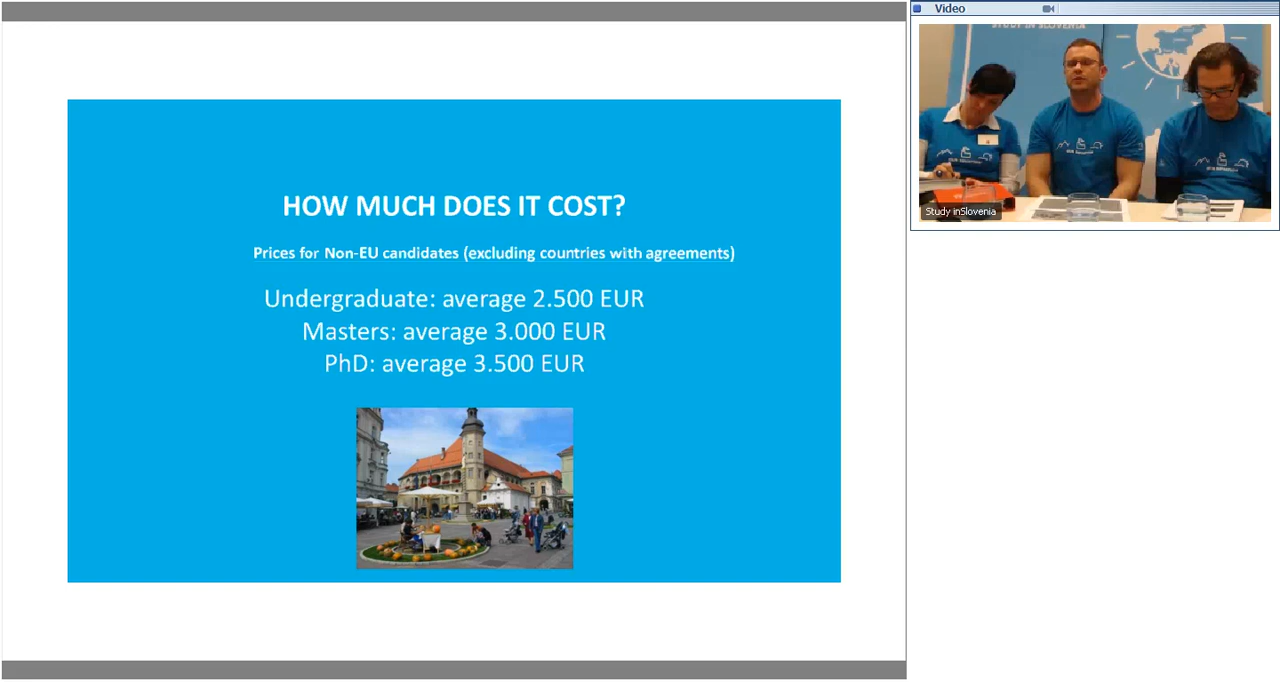 HOW MUCH DOES IT COST?
Prices for Non-EU candidates (excluding countries with agreements)
Undergraduate: average 2.500 EUR
Masters: average 3.000 EUR
PhD: average 3.500 EUR
Video
STUDY IN SLOVENIA
Study inSlovenia